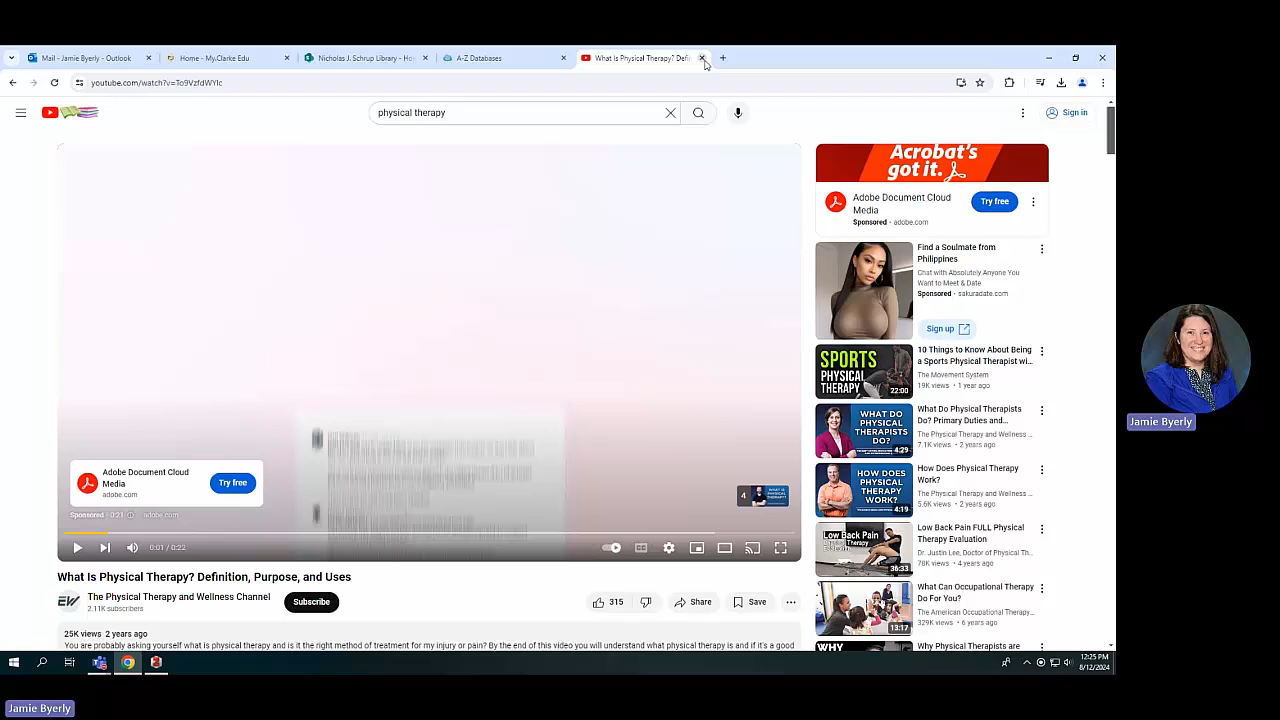 Mail - Jamie Byerly - Outlook
Home - My.Clarke Edu
Nicholas J. Schrup Library - Ho
A-Z Databases
What Is Physical Therapy? Defi
youtube.com/watch?v=To9VzfdWYIc
physical therapy
Sign in
Acrobat's
got it.
Adobe Document Cloud
Media
Sponsored · adobe.com
Try free
Find a Soulmate from
Philippines
Chat with Absolutely Anyone You
Want to Meet & Date
Sponsored · sakuradate.com
Sign up
SPORTS
PHYSICAL
THERAPY
22:00
10 Things to Know About Being
a Sports Physical Therapist wi...
The Movement System
19K views · 1 year ago
WHAT DO
PHYSICAL
THERAPISTS
DO?
4:29
What Do Physical Therapists
Do? Primary Duties and...
The Physical Therapy and Wellness ...
7.1K views · 2 years ago
HOW DOES
PHYSICAL
THERAPY
WORK?
4:19
How Does Physical Therapy
Work?
The Physical Therapy and Wellness ...
5.6K views · 2 years ago
Low Back Pain
36:33
Low Back Pain FULL Physical
Therapy Evaluation
Dr. Justin Lee, Doctor of Physical Th...
78K views · 4 years ago
13:17
What Can Occupational Therapy
Do For You?
The American Occupational Therapy...
329K views · 6 years ago
WHY
Why Physical Therapists are
Adobe Document Cloud
Media
adobe.com
Try free
Sponsored · 0:21
adobe.com
4
0:01 / 0:22
What Is Physical Therapy? Definition, Purpose, and Uses
EW
The Physical Therapy and Wellness Channel
2.11K subscribers
Subscribe
315
Share
Save
25K views 2 years ago
You are probably asking yourself what is physical therapy and is it the right method of treatment for my injury or pain? By the end of this video you will understand what physical therapy is and if it's a good
12:25 PM
8/12/2024
Jamie Byerly
Jamie Byerly